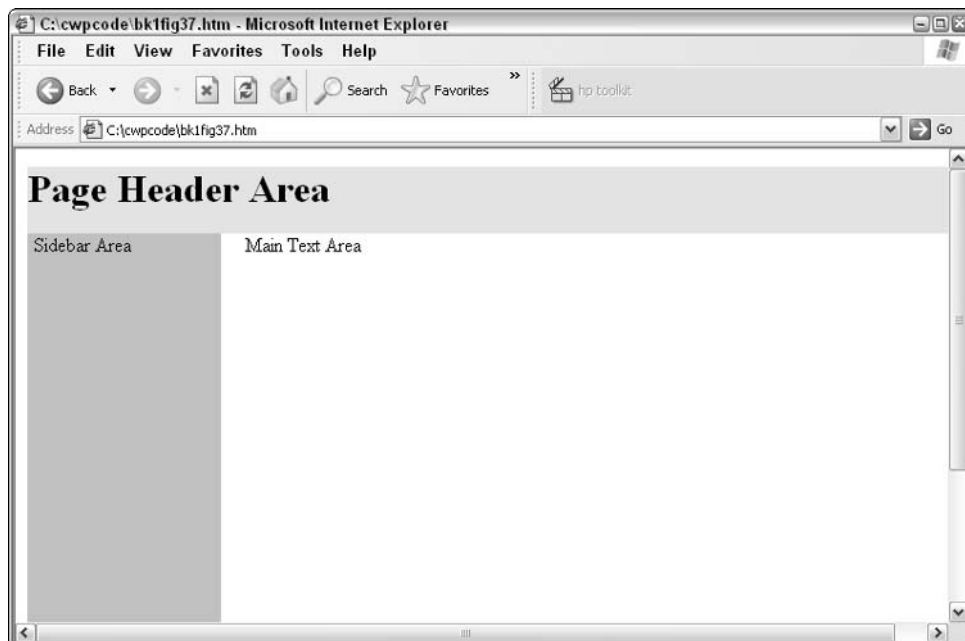 C:\cwpcode\bk1fig37.htm - Microsoft Internet Explorer
File Edit View Favorites Tools Help
Back Search Favorites » hp toolkit
Address C:\cwpcode\bk1fig37.htm Go
Page Header Area
Sidebar Area Main Text Area